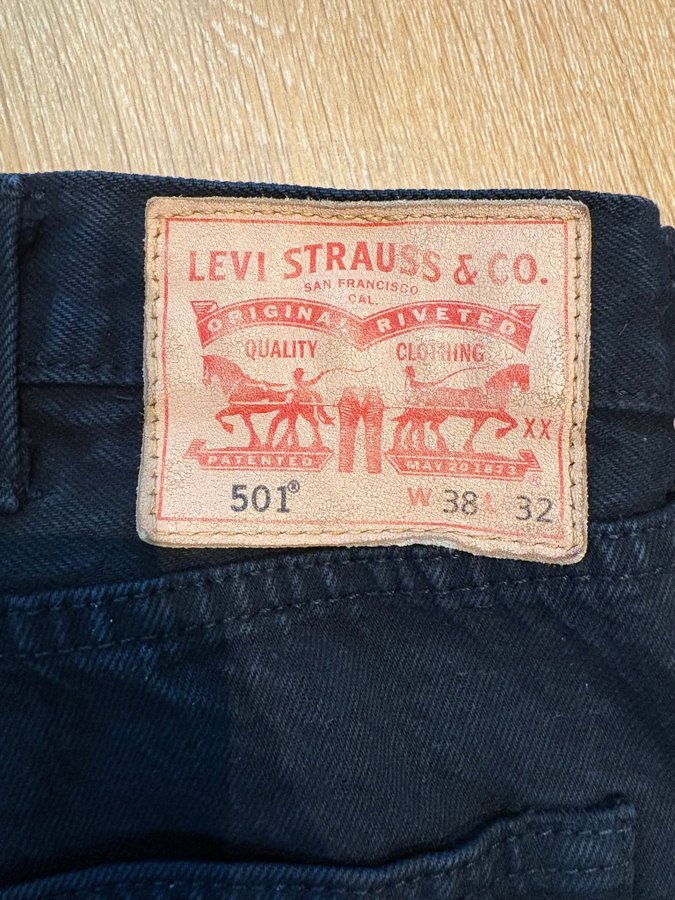 LEVI STRAUSS & CO.
SAN FRANCISCO
CAL.
ORIGINAL RIVETED
QUALITY CLOTHING
XX
PATENTED MAY 20 1873
501® W 38 L 32